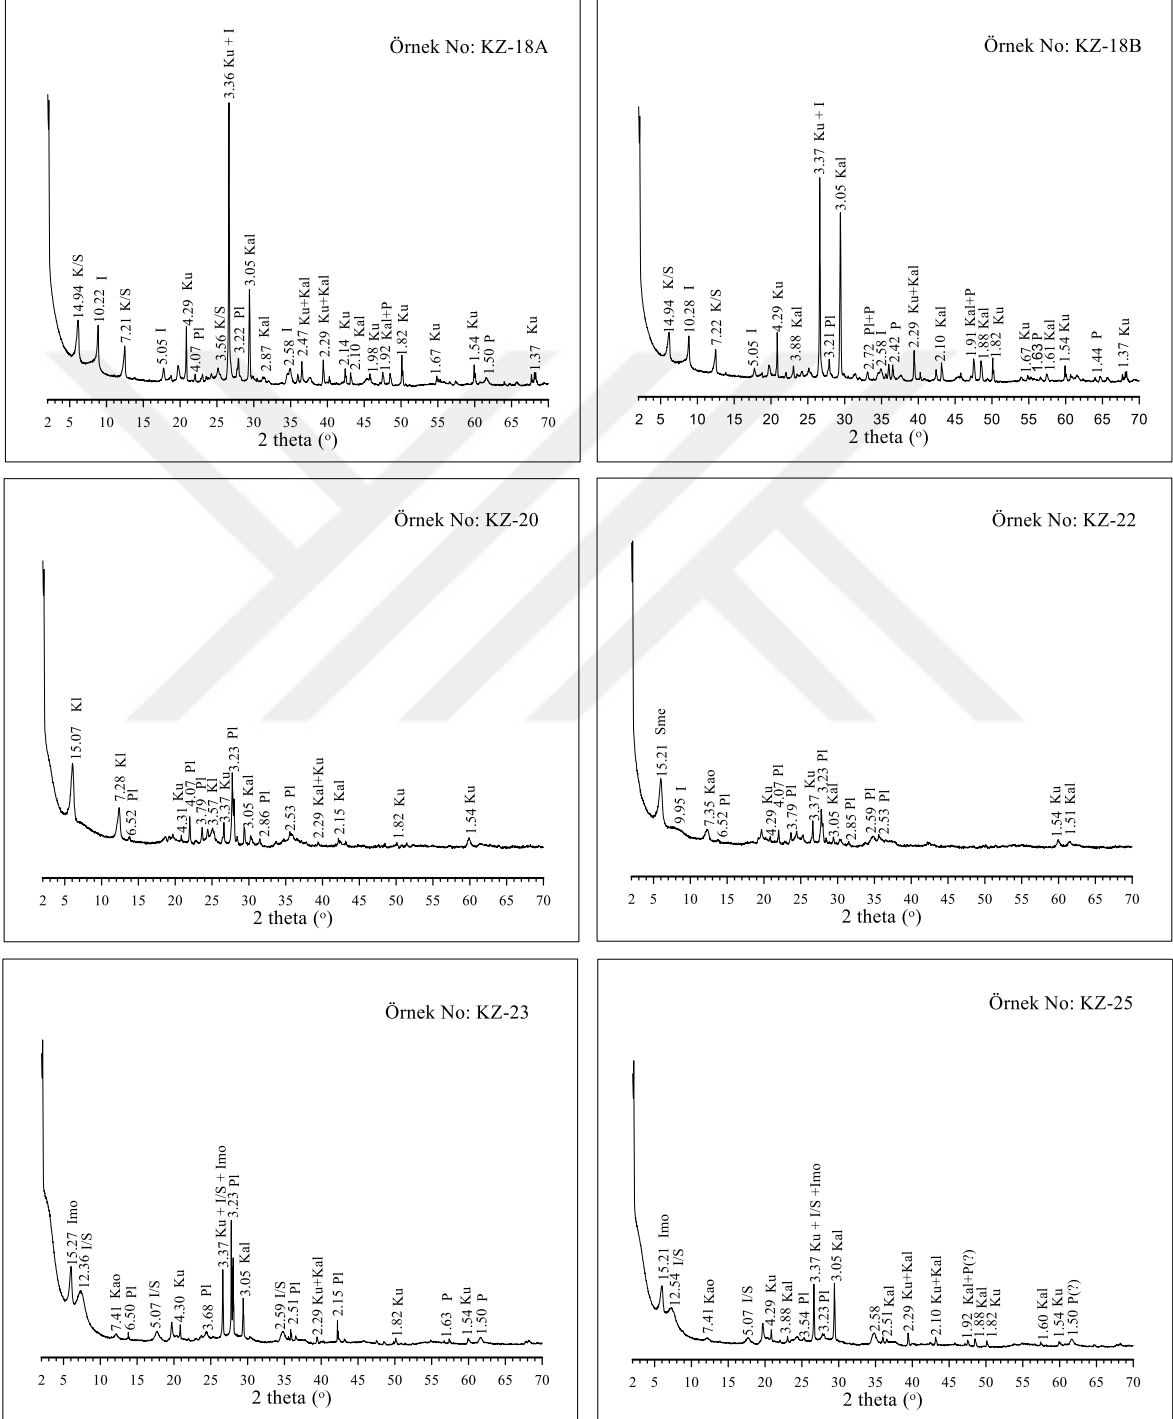 Örnek No: KZ-18A
14.94 K/S
10.22 I
7.21 K/S
5.05 I
4.29 Ku
4.07 Pl
3.56 K/S
3.36 Ku + I
3.22 Pl
3.05 Kal
2.87 Kal
2.58 I
2.47 Ku+Kal
2.29 Ku+Kal
2.14 Ku
2.10 Kal
1.98 Ku
1.92 Kal+P
1.82 Ku
1.67 Ku
1.54 Ku
1.50 P
1.37 Ku
2 5 10 15 20 25 30 35 40 45 50 55 60 65 70
2 theta (o)
Örnek No: KZ-18B
14.94 K/S
10.28 I
7.22 K/S
5.05 I
4.29 Ku
3.88 Kal
3.37 Ku + I
3.21 Pl
3.05 Kal
2.72 Pl+P
2.58 I
2.42 P
2.29 Ku+Kal
2.10 Kal
1.91 Kal+P
1.88 Kal
1.82 Ku
1.67 Ku
1.63 P
1.61 Kal
1.54 Ku
1.44 P
1.37 Ku
2 5 10 15 20 25 30 35 40 45 50 55 60 65 70
2 theta (o)
Örnek No: KZ-20
15.07 Kl
7.28 Kl
6.52 Pl
4.31 Ku
4.07 Pl
3.79 Pl
3.57 Kl
3.37 Ku
3.23 Pl
3.05 Kal
2.86 Pl
2.53 Pl
2.29 Kal+Ku
2.15 Kal
1.82 Ku
1.54 Ku
2 5 10 15 20 25 30 35 40 45 50 55 60 65 70
2 theta (o)
Örnek No: KZ-22
15.21 Sme
9.95 I
7.35 Kao
6.52 Pl
4.29 Ku
4.07 Pl
3.79 Pl
3.37 Ku
3.23 Pl
3.05 Kal
2.85 Pl
2.59 Pl
2.53 Pl
1.54 Ku
1.51 Kal
2 5 10 15 20 25 30 35 40 45 50 55 60 65 70
2 theta (o)
Örnek No: KZ-23
15.27 Imo
12.36 I/S
7.41 Kao
6.50 Pl
5.07 I/S
4.30 Ku
3.68 Pl
3.37 Ku + I/S + Imo
3.23 Pl
3.05 Kal
2.59 I/S
2.51 Pl
2.29 Ku+Kal
2.15 Pl
1.82 Ku
1.63 P
1.54 Ku
1.50 P
2 5 10 15 20 25 30 35 40 45 50 55 60 65 70
2 theta (o)
Örnek No: KZ-25
15.21 Imo
12.54 I/S
7.41 Kao
5.07 I/S
4.29 Ku
3.88 Kal
3.54 Pl
3.37 Ku + I/S +Imo
3.23 Pl
3.05 Kal
2.58
2.51 Kal
2.29 Ku+Kal
2.10 Ku+Kal
1.92 Kal+P(?)
1.88 Kal
1.82 Ku
1.60 Kal
1.54 Ku
1.50 P(?)
2 5 10 15 20 25 30 35 40 45 50 55 60 65 70
2 theta (o)